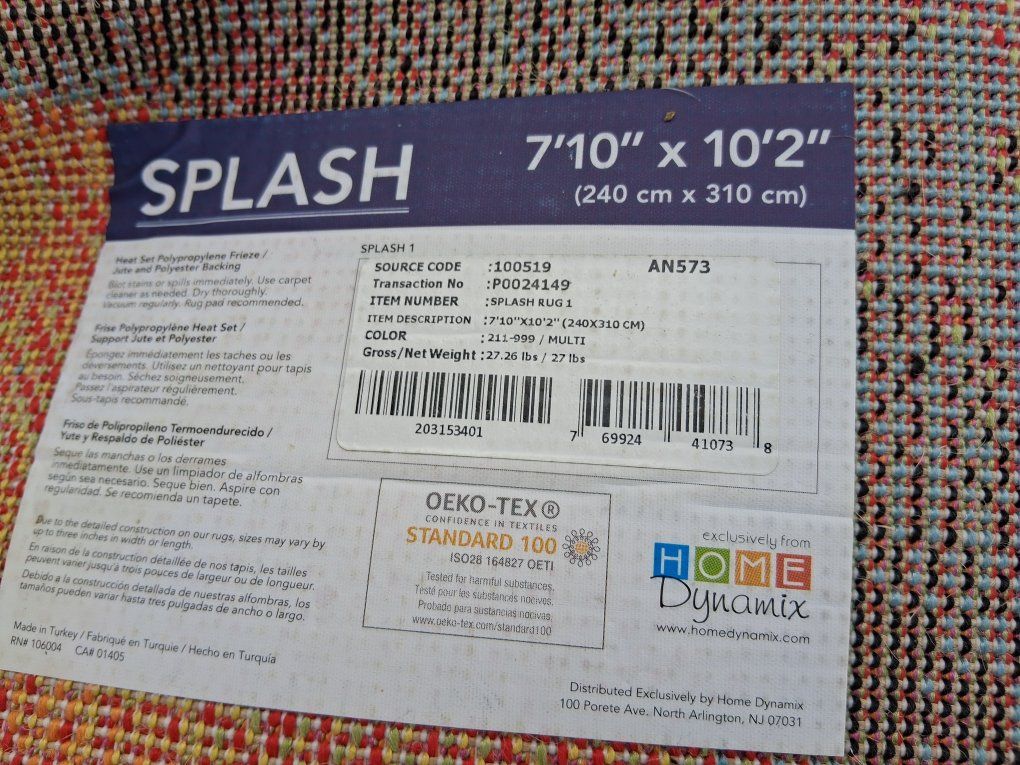 SPLASH
7'10" x 10'2"
(240 cm x 310 cm)
Heat Set Polypropylene Frieze /
Jute and Polyester Backing
Blot stains or spills immediately. Use carpet
cleaner as needed. Dry thoroughly.
Vacuum regularly. Rug pad recommended.
Frise Polypropylène Heat Set /
Support Jute et Polyester
Épongez immédiatement les taches ou les
déversements. Utilisez un nettoyant pour tapis
au besoin. Séchez soigneusement.
Passez l'aspirateur régulièrement.
Sous-tapis recommandé.
Friso de Polipropileno Termoendurecido /
Yute y Respaldo de Poliéster
Seque las manchas o los derrames
inmediatamente. Use un limpiador de alfombras
según sea necesario. Seque bien. Aspire con
regularidad. Se recomienda un tapete.
Due to the detailed construction on our rugs, sizes may vary by
up to three inches in width or length.
En raison de la construction détaillée de nos tapis, les tailles
peuvent varier jusqu'à trois pouces de largeur ou de longueur.
Debido a la construcción detallada de nuestras alfombras, los
tamaños pueden variar hasta tres pulgadas de ancho o largo.
Made in Turkey / Fabriqué en Turquie / Hecho en Turquía
RN# 106004 CA# 01405
SPLASH 1
SOURCE CODE :100519 AN573
Transaction No :P0024149
ITEM NUMBER :SPLASH RUG 1
ITEM DESCRIPTION :7'10"X10'2" (240X310 CM)
COLOR :211-999 / MULTI
Gross/Net Weight :27.26 lbs / 27 lbs
203153401
7 69924 41073 8
OEKO-TEX®
CONFIDENCE IN TEXTILES
STANDARD 100
ISO28 164827 OETI
Tested for harmful substances.
Testé pour les substances nocives.
Probado para sustancias nocivas.
www.oeko-tex.com/standard100
exclusively from
HOME
Dynamix
www.homedynamix.com
Distributed Exclusively by Home Dynamix
100 Porete Ave. North Arlington, NJ 07031